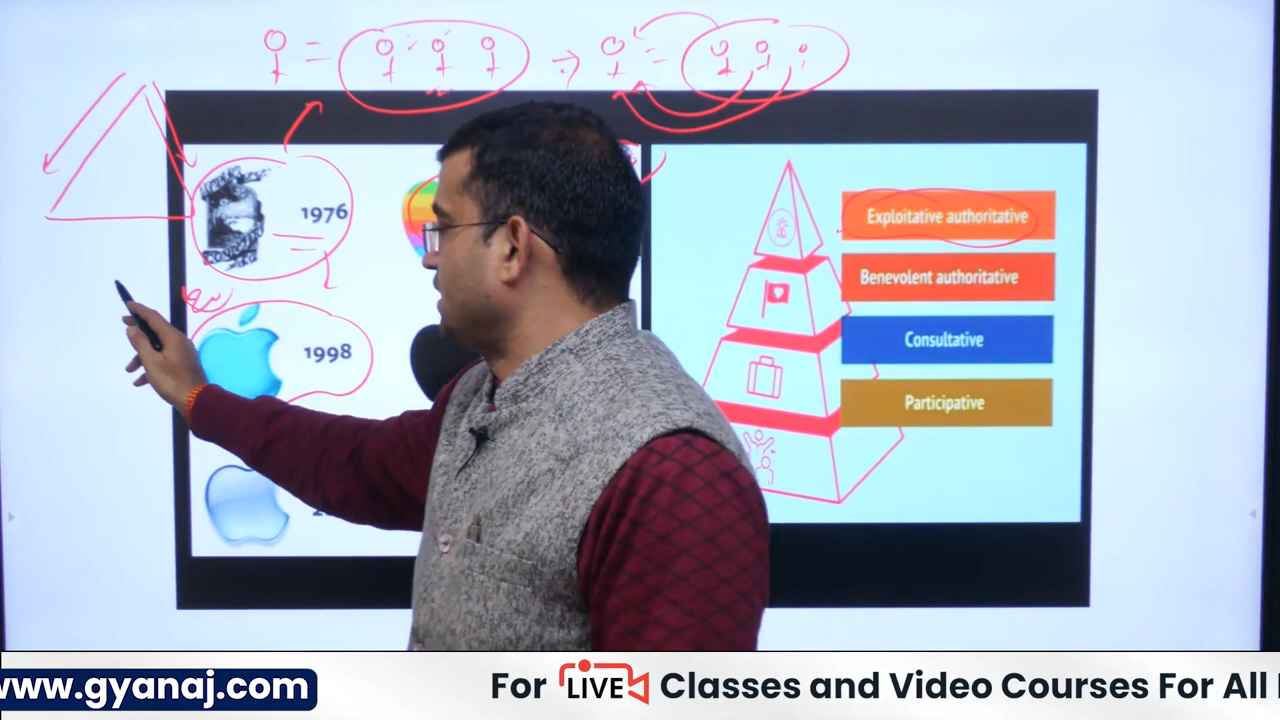 1976
Exploitative authoritative
Benevolent authoritative
1998
Consultative
Participative
www.gyanaj.com
For LIVE Classes and Video Courses For All